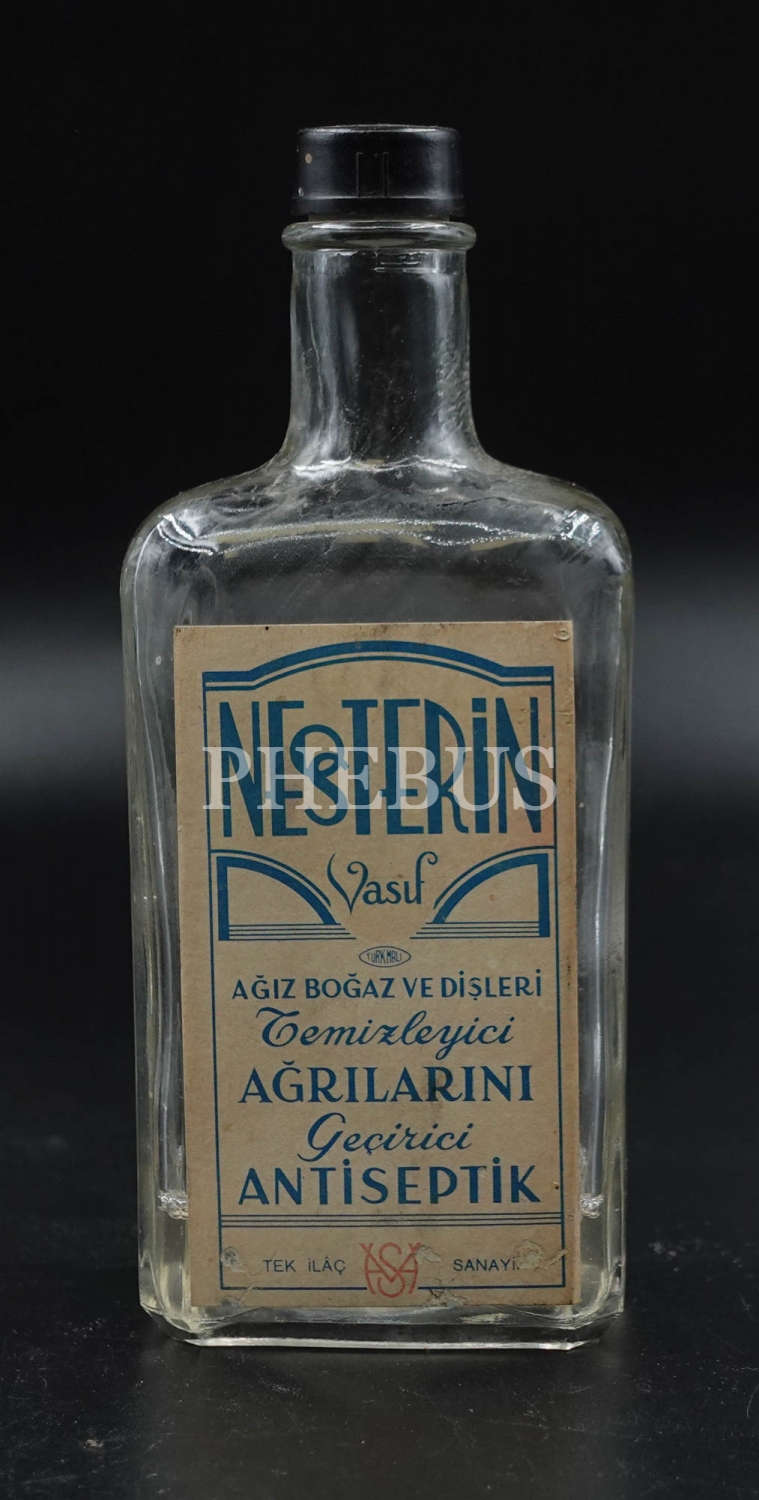 NESTERİN
PHEBUS
Vasıf
TÜRK MALI
AĞIZ BOĞAZ VE DİŞLERİ
Temizleyici
AĞRILARINI
Geçirici
ANTİSEPTİK
TEK İLÂÇ SANAYİ